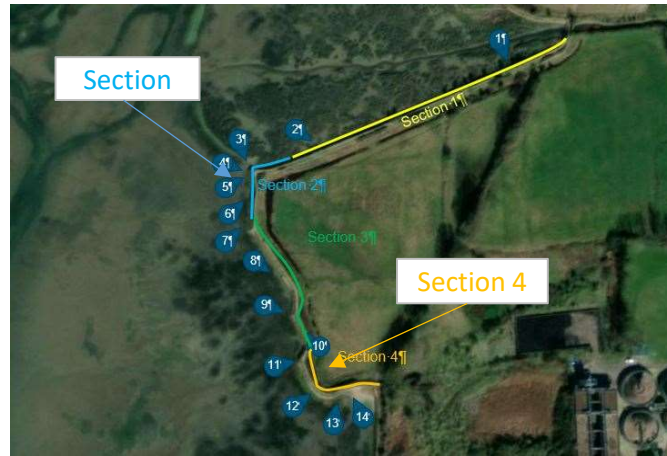 1¶
Section
Section·1¶
2¶
3¶
4¶
5¶
Section·2¶
6¶
7¶
Section·3¶
8¶
Section 4
9¶
10¶
Section·4¶
11¶
12¶
13¶
14¶